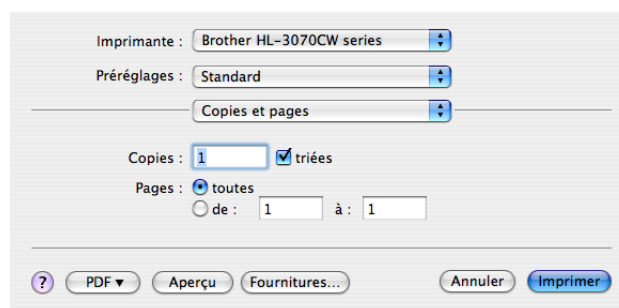 Imprimante : Brother HL-3070CW series
Préréglages : Standard
Copies et pages
Copies : 1 triées
Pages : toutes
de : 1 à : 1
? PDF ▼ Aperçu Fournitures... Annuler Imprimer